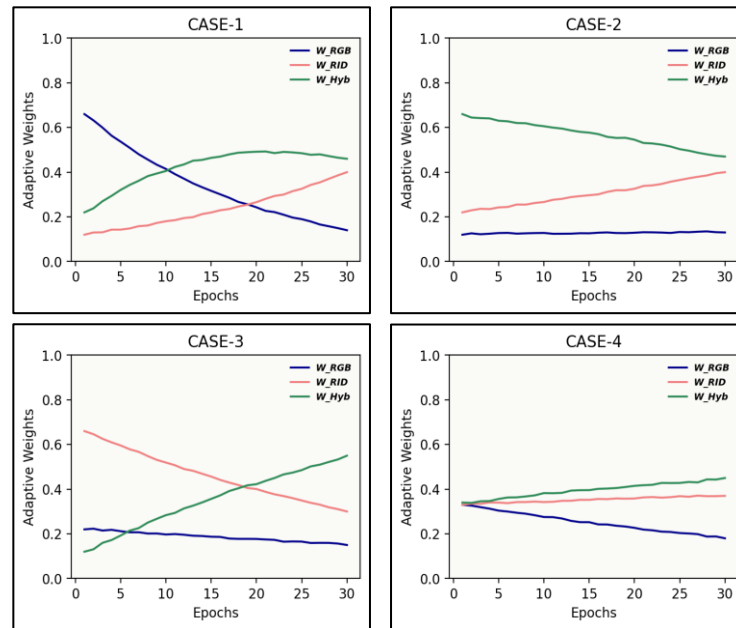 CASE-1
1.0
0.8
0.6
0.4
0.2
0.0
Adaptive Weights
W_RGB
W_RID
W_Hyb
0 5 10 15 20 25 30
Epochs
CASE-2
1.0
0.8
0.6
0.4
0.2
0.0
Adaptive Weights
W_RGB
W_RID
W_Hyb
0 5 10 15 20 25 30
Epochs
CASE-3
1.0
0.8
0.6
0.4
0.2
0.0
Adaptive Weights
W_RGB
W_RID
W_Hyb
0 5 10 15 20 25 30
Epochs
CASE-4
1.0
0.8
0.6
0.4
0.2
0.0
Adaptive Weights
W_RGB
W_RID
W_Hyb
0 5 10 15 20 25 30
Epochs